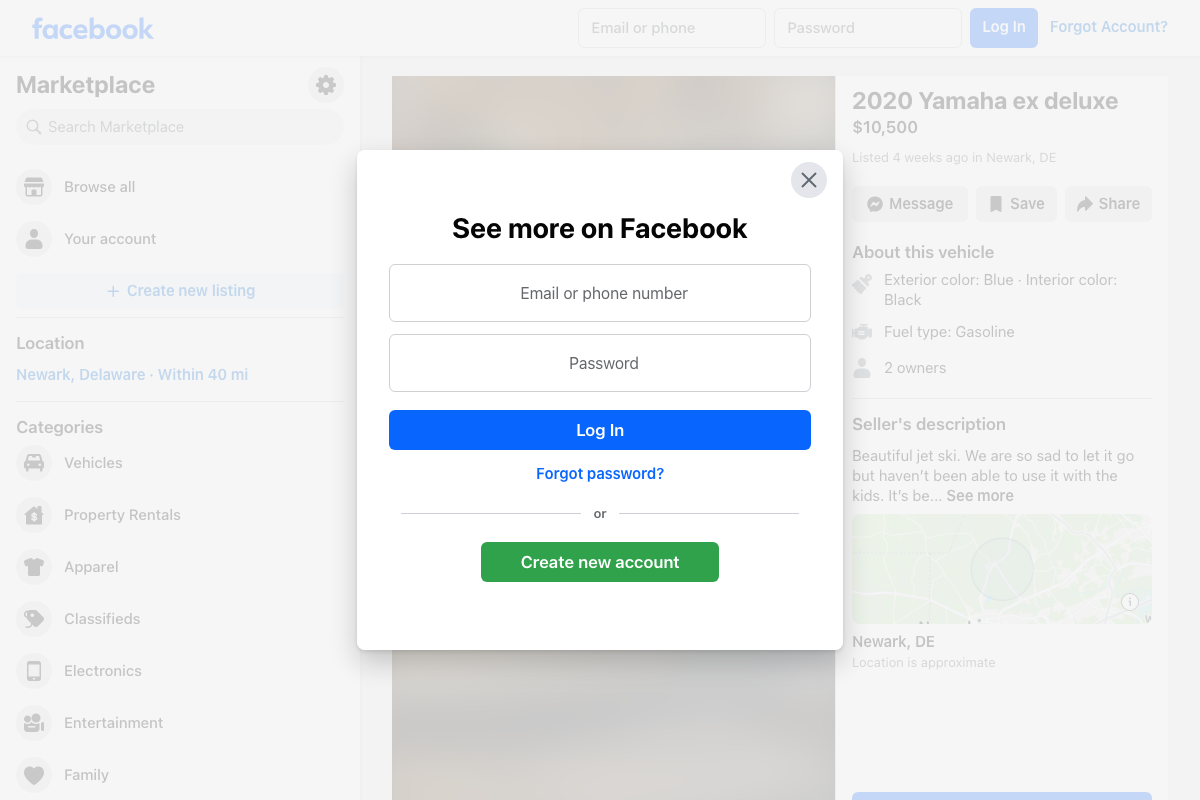 facebook
Email or phone
Password
Log In
Forgot Account?
Marketplace
Search Marketplace
Browse all
Your account
+ Create new listing
Location
Newark, Delaware · Within 40 mi
Categories
Vehicles
Property Rentals
Apparel
Classifieds
Electronics
Entertainment
Family
See more on Facebook
Email or phone number
Password
Log In
Forgot password?
or
Create new account
2020 Yamaha ex deluxe
$10,500
Listed 4 weeks ago in Newark, DE
Message
Save
Share
About this vehicle
Exterior color: Blue · Interior color:
Black
Fuel type: Gasoline
2 owners
Seller's description
Beautiful jet ski. We are so sad to let it go
but haven't been able to use it with the
kids. It's be... See more
Newark, DE
Location is approximate